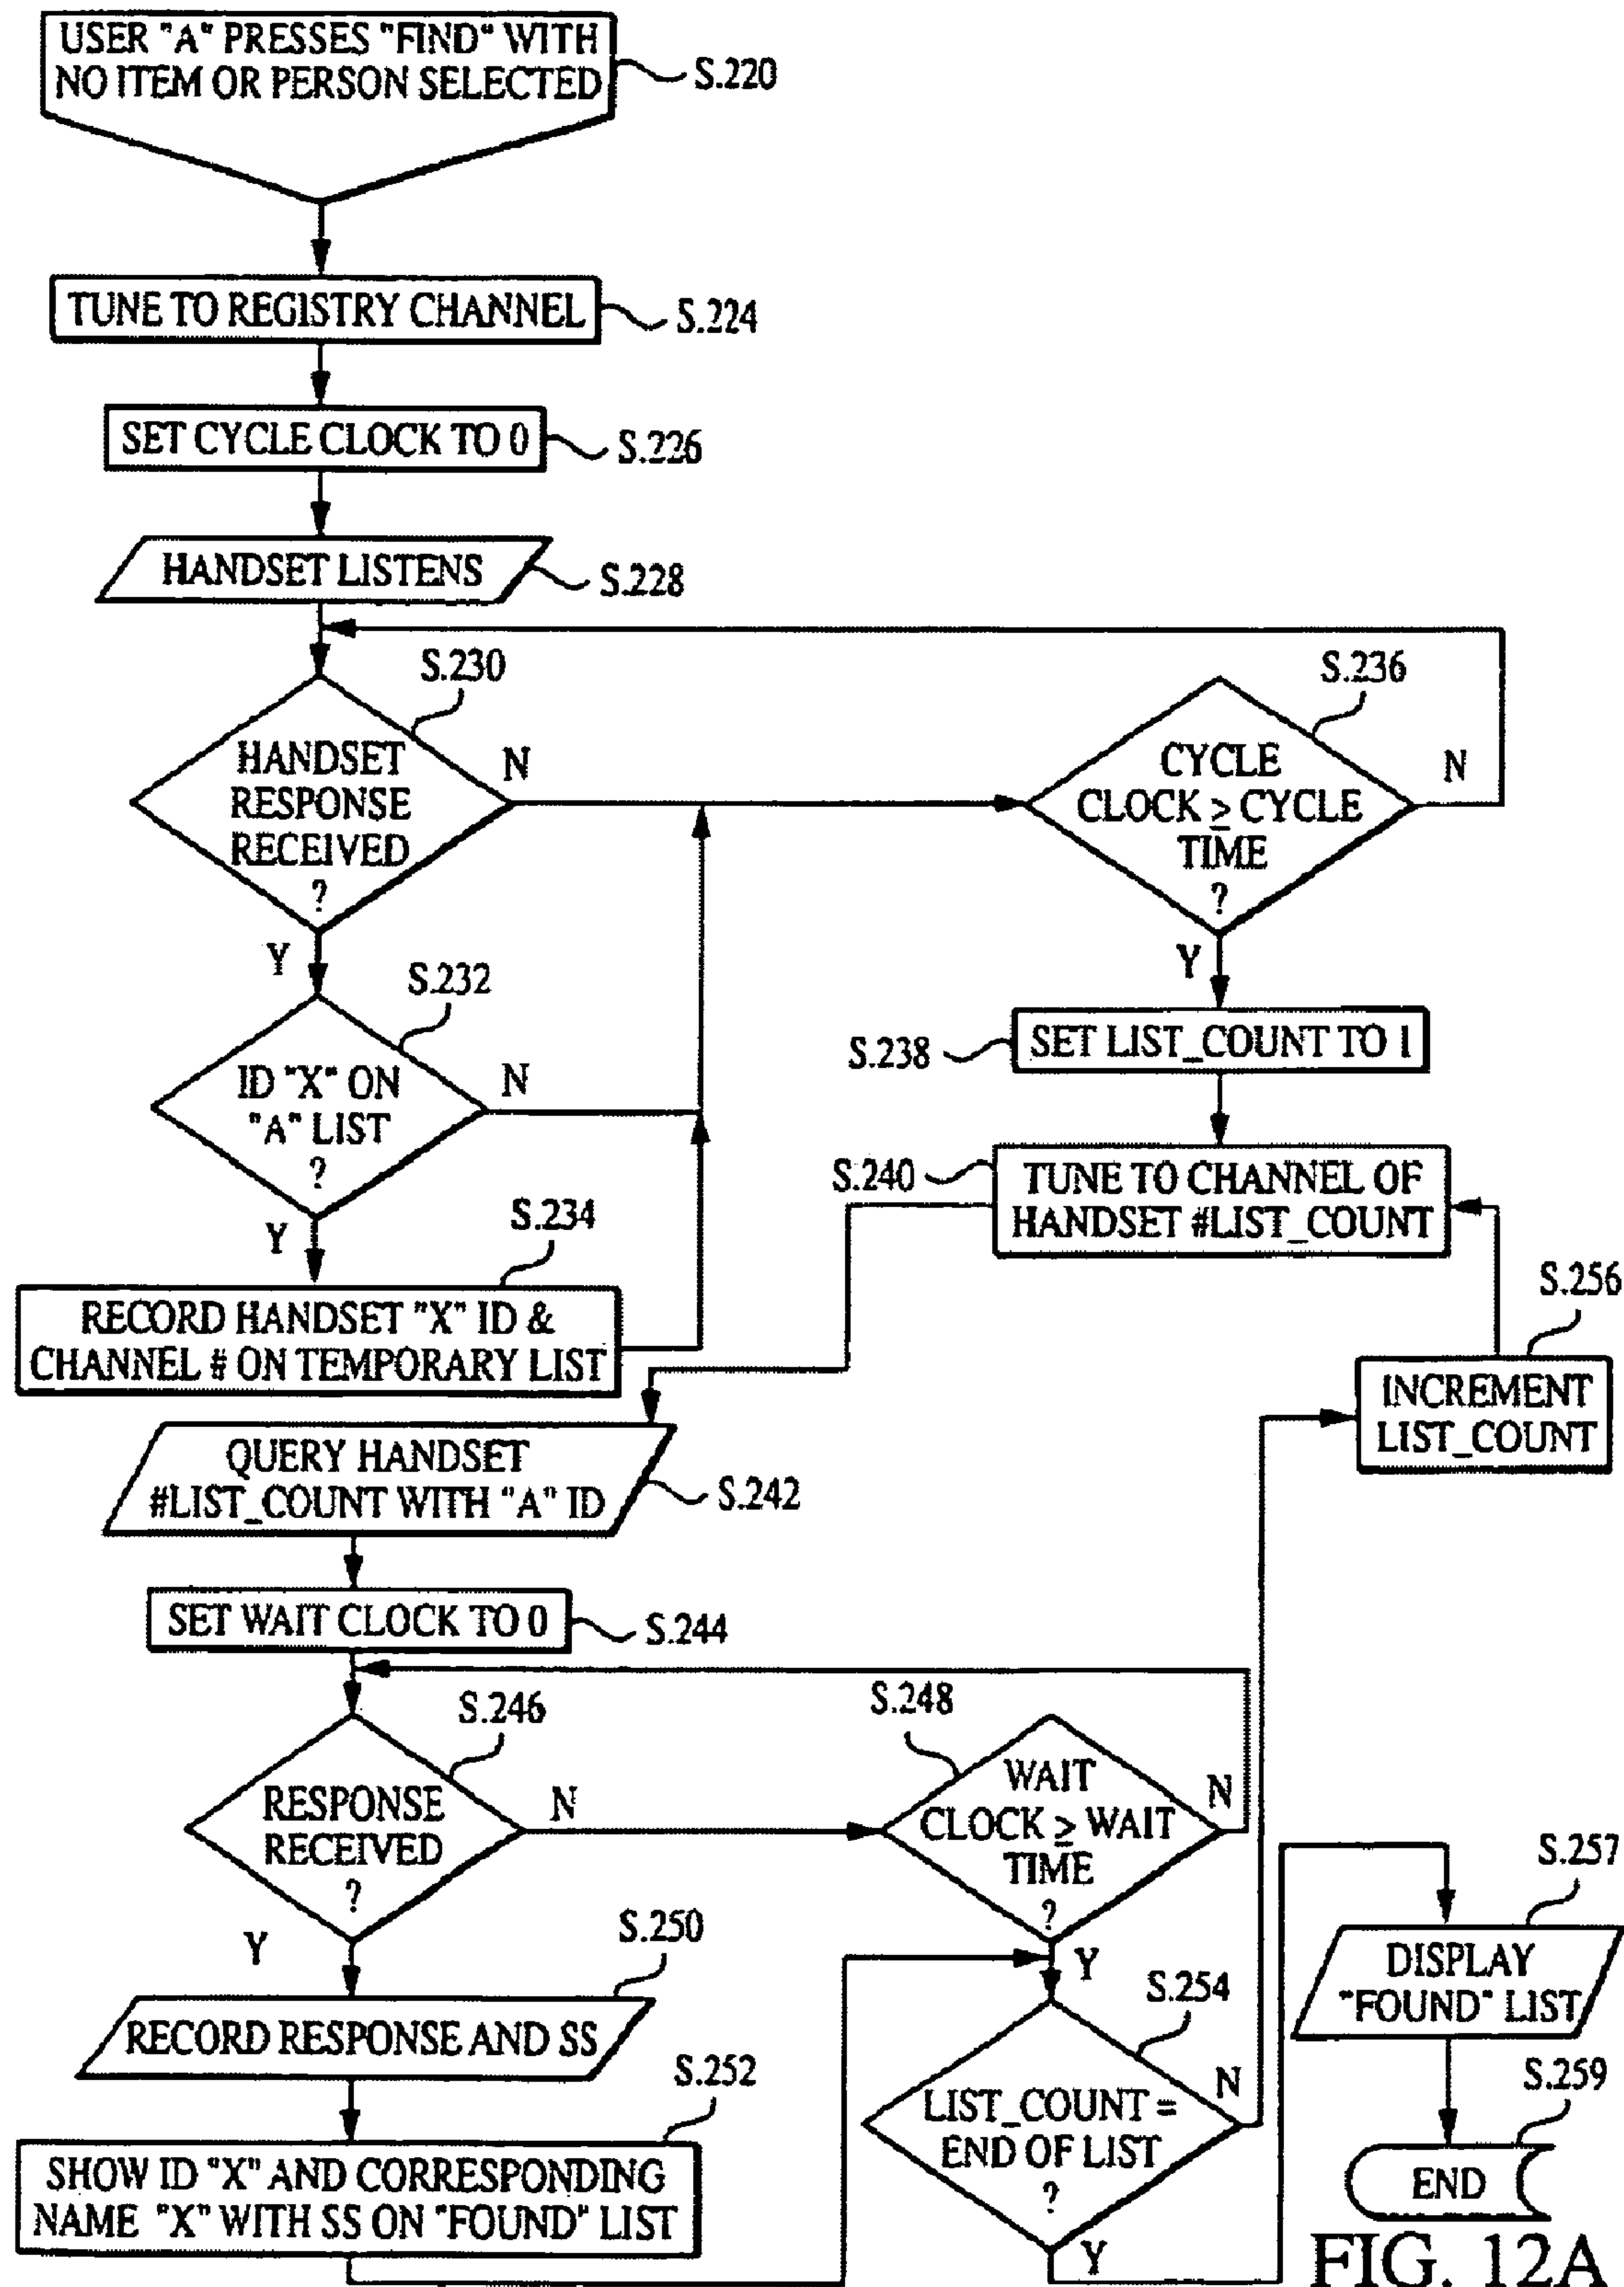 USER "A" PRESSES "FIND" WITH
NO ITEM OR PERSON SELECTED
S.220
TUNE TO REGISTRY CHANNEL
S.224
SET CYCLE CLOCK TO 0
S.226
HANDSET LISTENS
S.228
S.230
HANDSET
RESPONSE
RECEIVED
?
N
Y
S.236
CYCLE
CLOCK ≥ CYCLE
TIME
?
N
Y
S.232
ID "X" ON
"A" LIST
?
N
Y
S.238
SET LIST_COUNT TO 1
S.240
TUNE TO CHANNEL OF
HANDSET #LIST_COUNT
S.234
RECORD HANDSET "X" ID &
CHANNEL # ON TEMPORARY LIST
S.256
INCREMENT
LIST_COUNT
QUERY HANDSET
#LIST_COUNT WITH "A" ID
S.242
SET WAIT CLOCK TO 0
S.244
S.246
RESPONSE
RECEIVED
?
N
Y
S.248
WAIT
CLOCK ≥ WAIT
TIME
?
N
Y
S.250
RECORD RESPONSE AND SS
S.252
SHOW ID "X" AND CORRESPONDING
NAME "X" WITH SS ON "FOUND" LIST
S.254
LIST_COUNT =
END OF LIST
?
N
Y
S.257
DISPLAY
"FOUND" LIST
S.259
END
FIG. 12A